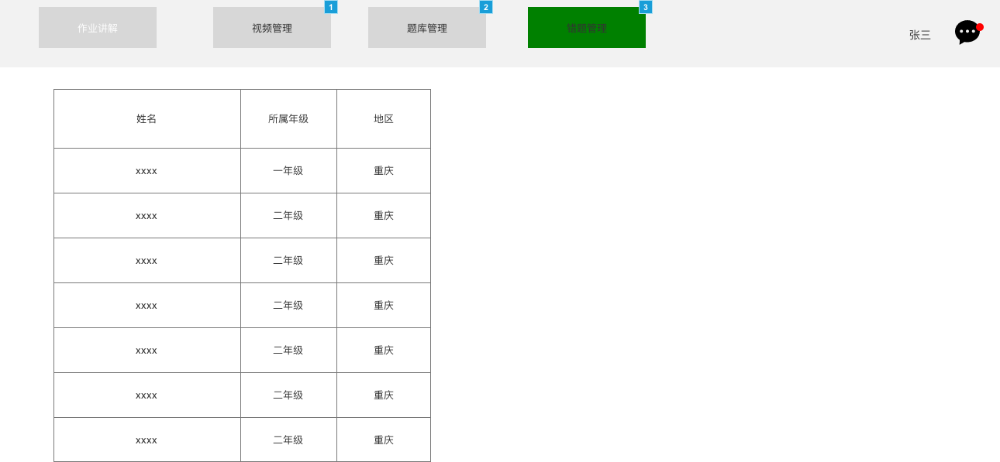 作业讲解
视频管理
1
题库管理
2
错题管理
3
张三
姓名 所属年级 地区
xxxx 一年级 重庆
xxxx 二年级 重庆
xxxx 二年级 重庆
xxxx 二年级 重庆
xxxx 二年级 重庆
xxxx 二年级 重庆
xxxx 二年级 重庆